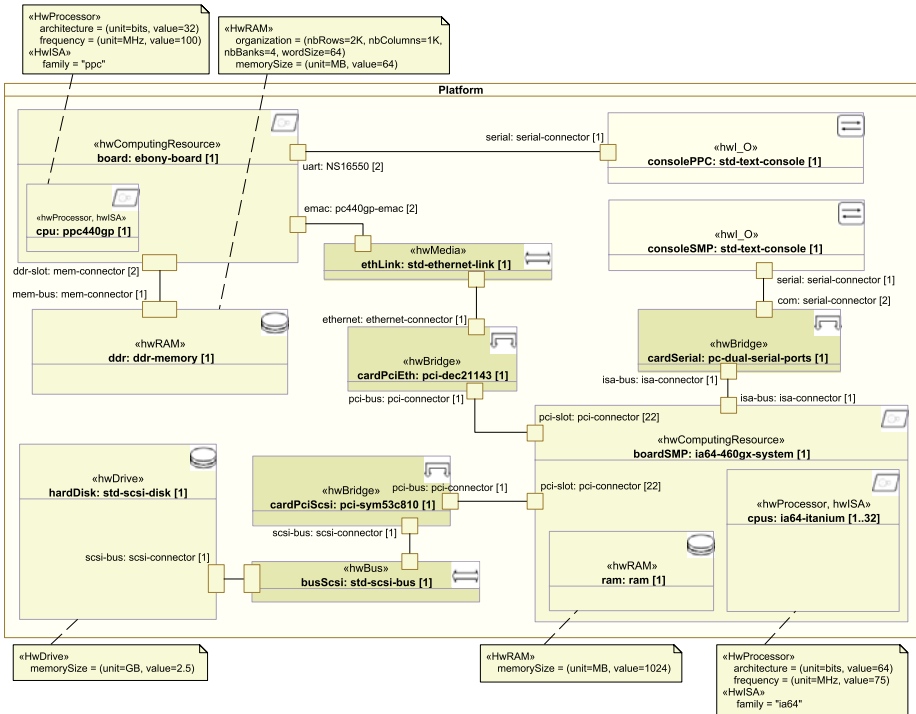 «HwProcessor»
architecture = (unit=bits, value=32)
frequency = (unit=MHz, value=100)
«HwISA»
family = "ppc"
«HwRAM»
organization = (nbRows=2K, nbColumns=1K,
nbBanks=4, wordSize=64)
memorySize = (unit=MB, value=64)
Platform
«hwComputingResource»
board: ebony-board [1]
serial: serial-connector [1]
uart: NS16550 [2]
«hwI_O»
consolePPC: std-text-console [1]
«hwProcessor, hwISA»
cpu: ppc440gp [1]
emac: pc440gp-emac [2]
«hwMedia»
ethLink: std-ethernet-link [1]
«hwI_O»
consoleSMP: std-text-console [1]
ddr-slot: mem-connector [2]
mem-bus: mem-connector [1]
serial: serial-connector [1]
com: serial-connector [2]
«hwRAM»
ddr: ddr-memory [1]
ethernet: ethernet-connector [1]
«hwBridge»
cardPciEth: pci-dec21143 [1]
pci-bus: pci-connector [1]
«hwBridge»
cardSerial: pc-dual-serial-ports [1]
isa-bus: isa-connector [1]
isa-bus: isa-connector [1]
pci-slot: pci-connector [22]
«hwComputingResource»
boardSMP: ia64-460gx-system [1]
«hwDrive»
hardDisk: std-scsi-disk [1]
«hwBridge»
pci-bus: pci-connector [1]
cardPciScsi: pci-sym53c810 [1]
pci-slot: pci-connector [22]
«hwProcessor, hwISA»
cpus: ia64-itanium [1..32]
scsi-bus: scsi-connector [1]
scsi-bus: scsi-connector [1]
«hwBus»
busScsi: std-scsi-bus [1]
«hwRAM»
ram: ram [1]
«HwDrive»
memorySize = (unit=GB, value=2.5)
«HwRAM»
memorySize = (unit=MB, value=1024)
«HwProcessor»
architecture = (unit=bits, value=64)
frequency = (unit=MHz, value=75)
«HwISA»
family = "ia64"